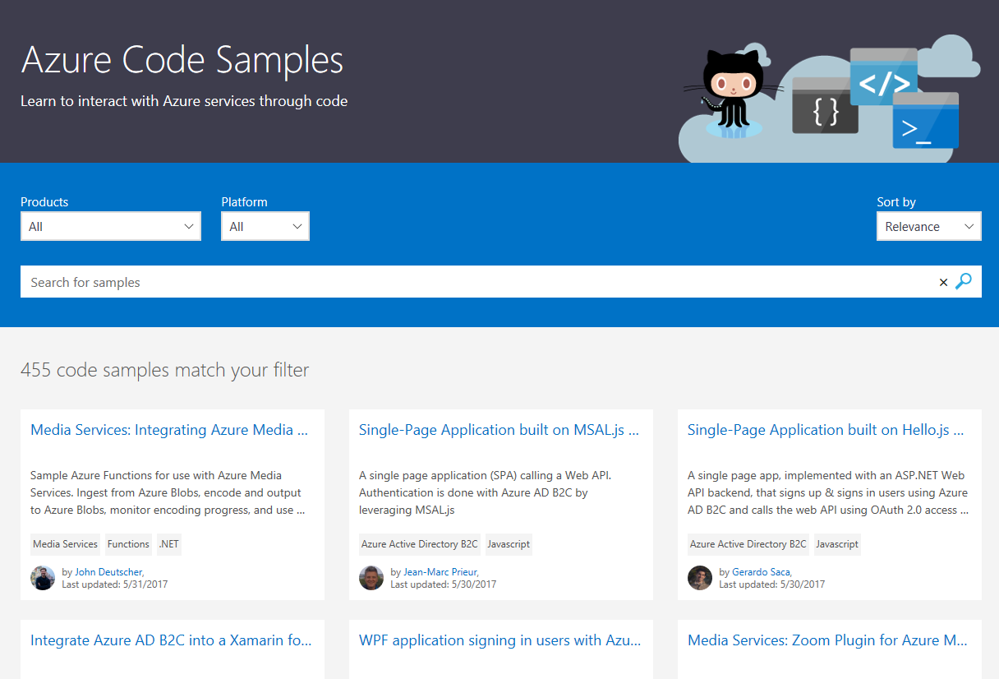 Azure Code Samples
Learn to interact with Azure services through code
{}
</>
>_
Products
Platform
Sort by
All
All
Relevance
Search for samples
455 code samples match your filter
Media Services: Integrating Azure Media ...
Sample Azure Functions for use with Azure Media
Services. Ingest from Azure Blobs, encode and output
to Azure Blobs, monitor encoding progress, and use ...
Media Services Functions .NET
by John Deutscher,
Last updated: 5/31/2017
Single-Page Application built on MSAL.js ...
A single page application (SPA) calling a Web API.
Authentication is done with Azure AD B2C by
leveraging MSAL.js
Azure Active Directory B2C Javascript
by Jean-Marc Prieur,
Last updated: 5/30/2017
Single-Page Application built on Hello.js ...
A single page app, implemented with an ASP.NET Web
API backend, that signs up & signs in users using Azure
AD B2C and calls the web API using OAuth 2.0 access ...
Azure Active Directory B2C Javascript
by Gerardo Saca,
Last updated: 5/30/2017
Integrate Azure AD B2C into a Xamarin fo...
WPF application signing in users with Azu...
Media Services: Zoom Plugin for Azure M...